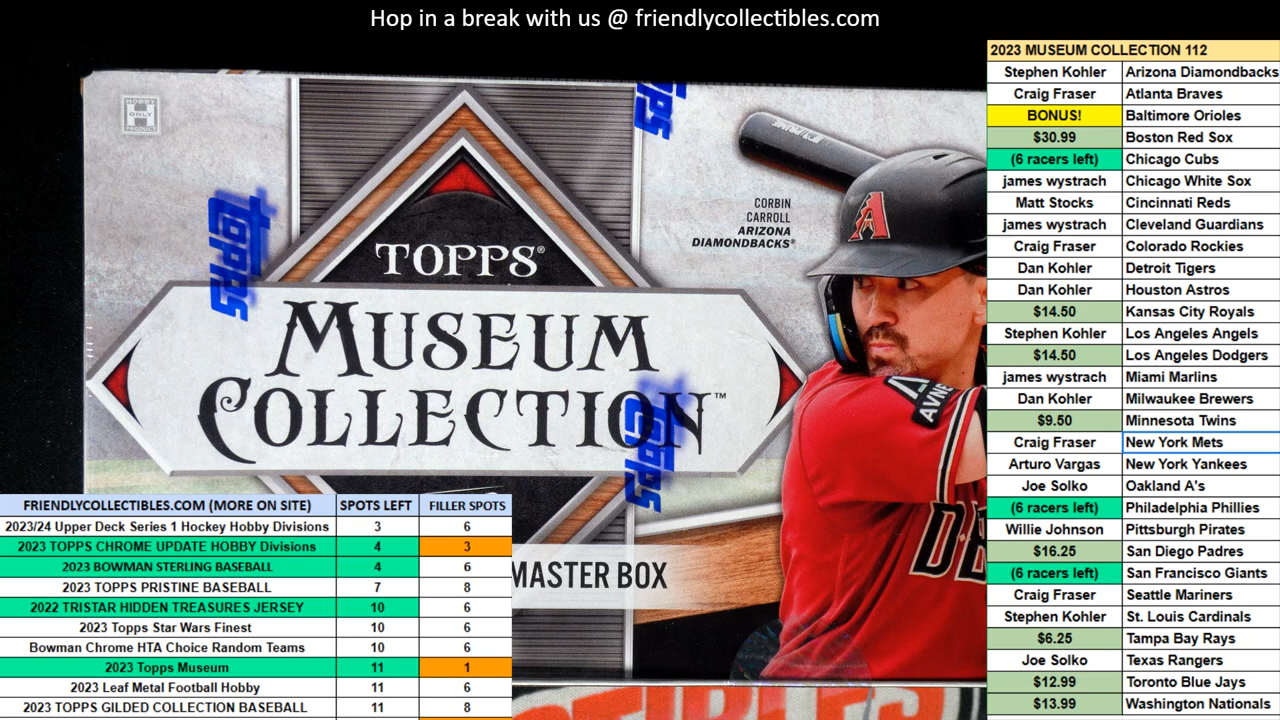 Hop in a break with us @ friendlycollectibles.com
HOBBY
H
ONLY
PRODUCT
topps
topps
TOPPS®
MUSEUM
COLLECTION™
topps
CORBIN
CARROLL
ARIZONA
DIAMONDBACKS®
A
AVNE
MASTER BOX
2023 MUSEUM COLLECTION 112
Stephen Kohler Arizona Diamondbacks
Craig Fraser Atlanta Braves
BONUS! Baltimore Orioles
$30.99 Boston Red Sox
(6 racers left) Chicago Cubs
james wystrach Chicago White Sox
Matt Stocks Cincinnati Reds
james wystrach Cleveland Guardians
Craig Fraser Colorado Rockies
Dan Kohler Detroit Tigers
Dan Kohler Houston Astros
$14.50 Kansas City Royals
Stephen Kohler Los Angeles Angels
$14.50 Los Angeles Dodgers
james wystrach Miami Marlins
Dan Kohler Milwaukee Brewers
$9.50 Minnesota Twins
Craig Fraser New York Mets
Arturo Vargas New York Yankees
Joe Solko Oakland A's
(6 racers left) Philadelphia Phillies
Willie Johnson Pittsburgh Pirates
$16.25 San Diego Padres
(6 racers left) San Francisco Giants
Craig Fraser Seattle Mariners
Stephen Kohler St. Louis Cardinals
$6.25 Tampa Bay Rays
Joe Solko Texas Rangers
$12.99 Toronto Blue Jays
$13.99 Washington Nationals
FRIENDLYCOLLECTIBLES.COM (MORE ON SITE) SPOTS LEFT FILLER SPOTS
2023/24 Upper Deck Series 1 Hockey Hobby Divisions 3 6
2023 TOPPS CHROME UPDATE HOBBY Divisions 4 3
2023 BOWMAN STERLING BASEBALL 4 6
2023 TOPPS PRISTINE BASEBALL 7 8
2022 TRISTAR HIDDEN TREASURES JERSEY 10 6
2023 Topps Star Wars Finest 10 6
Bowman Chrome HTA Choice Random Teams 10 6
2023 Topps Museum 11 1
2023 Leaf Metal Football Hobby 11 6
2023 TOPPS GILDED COLLECTION BASEBALL 11 8